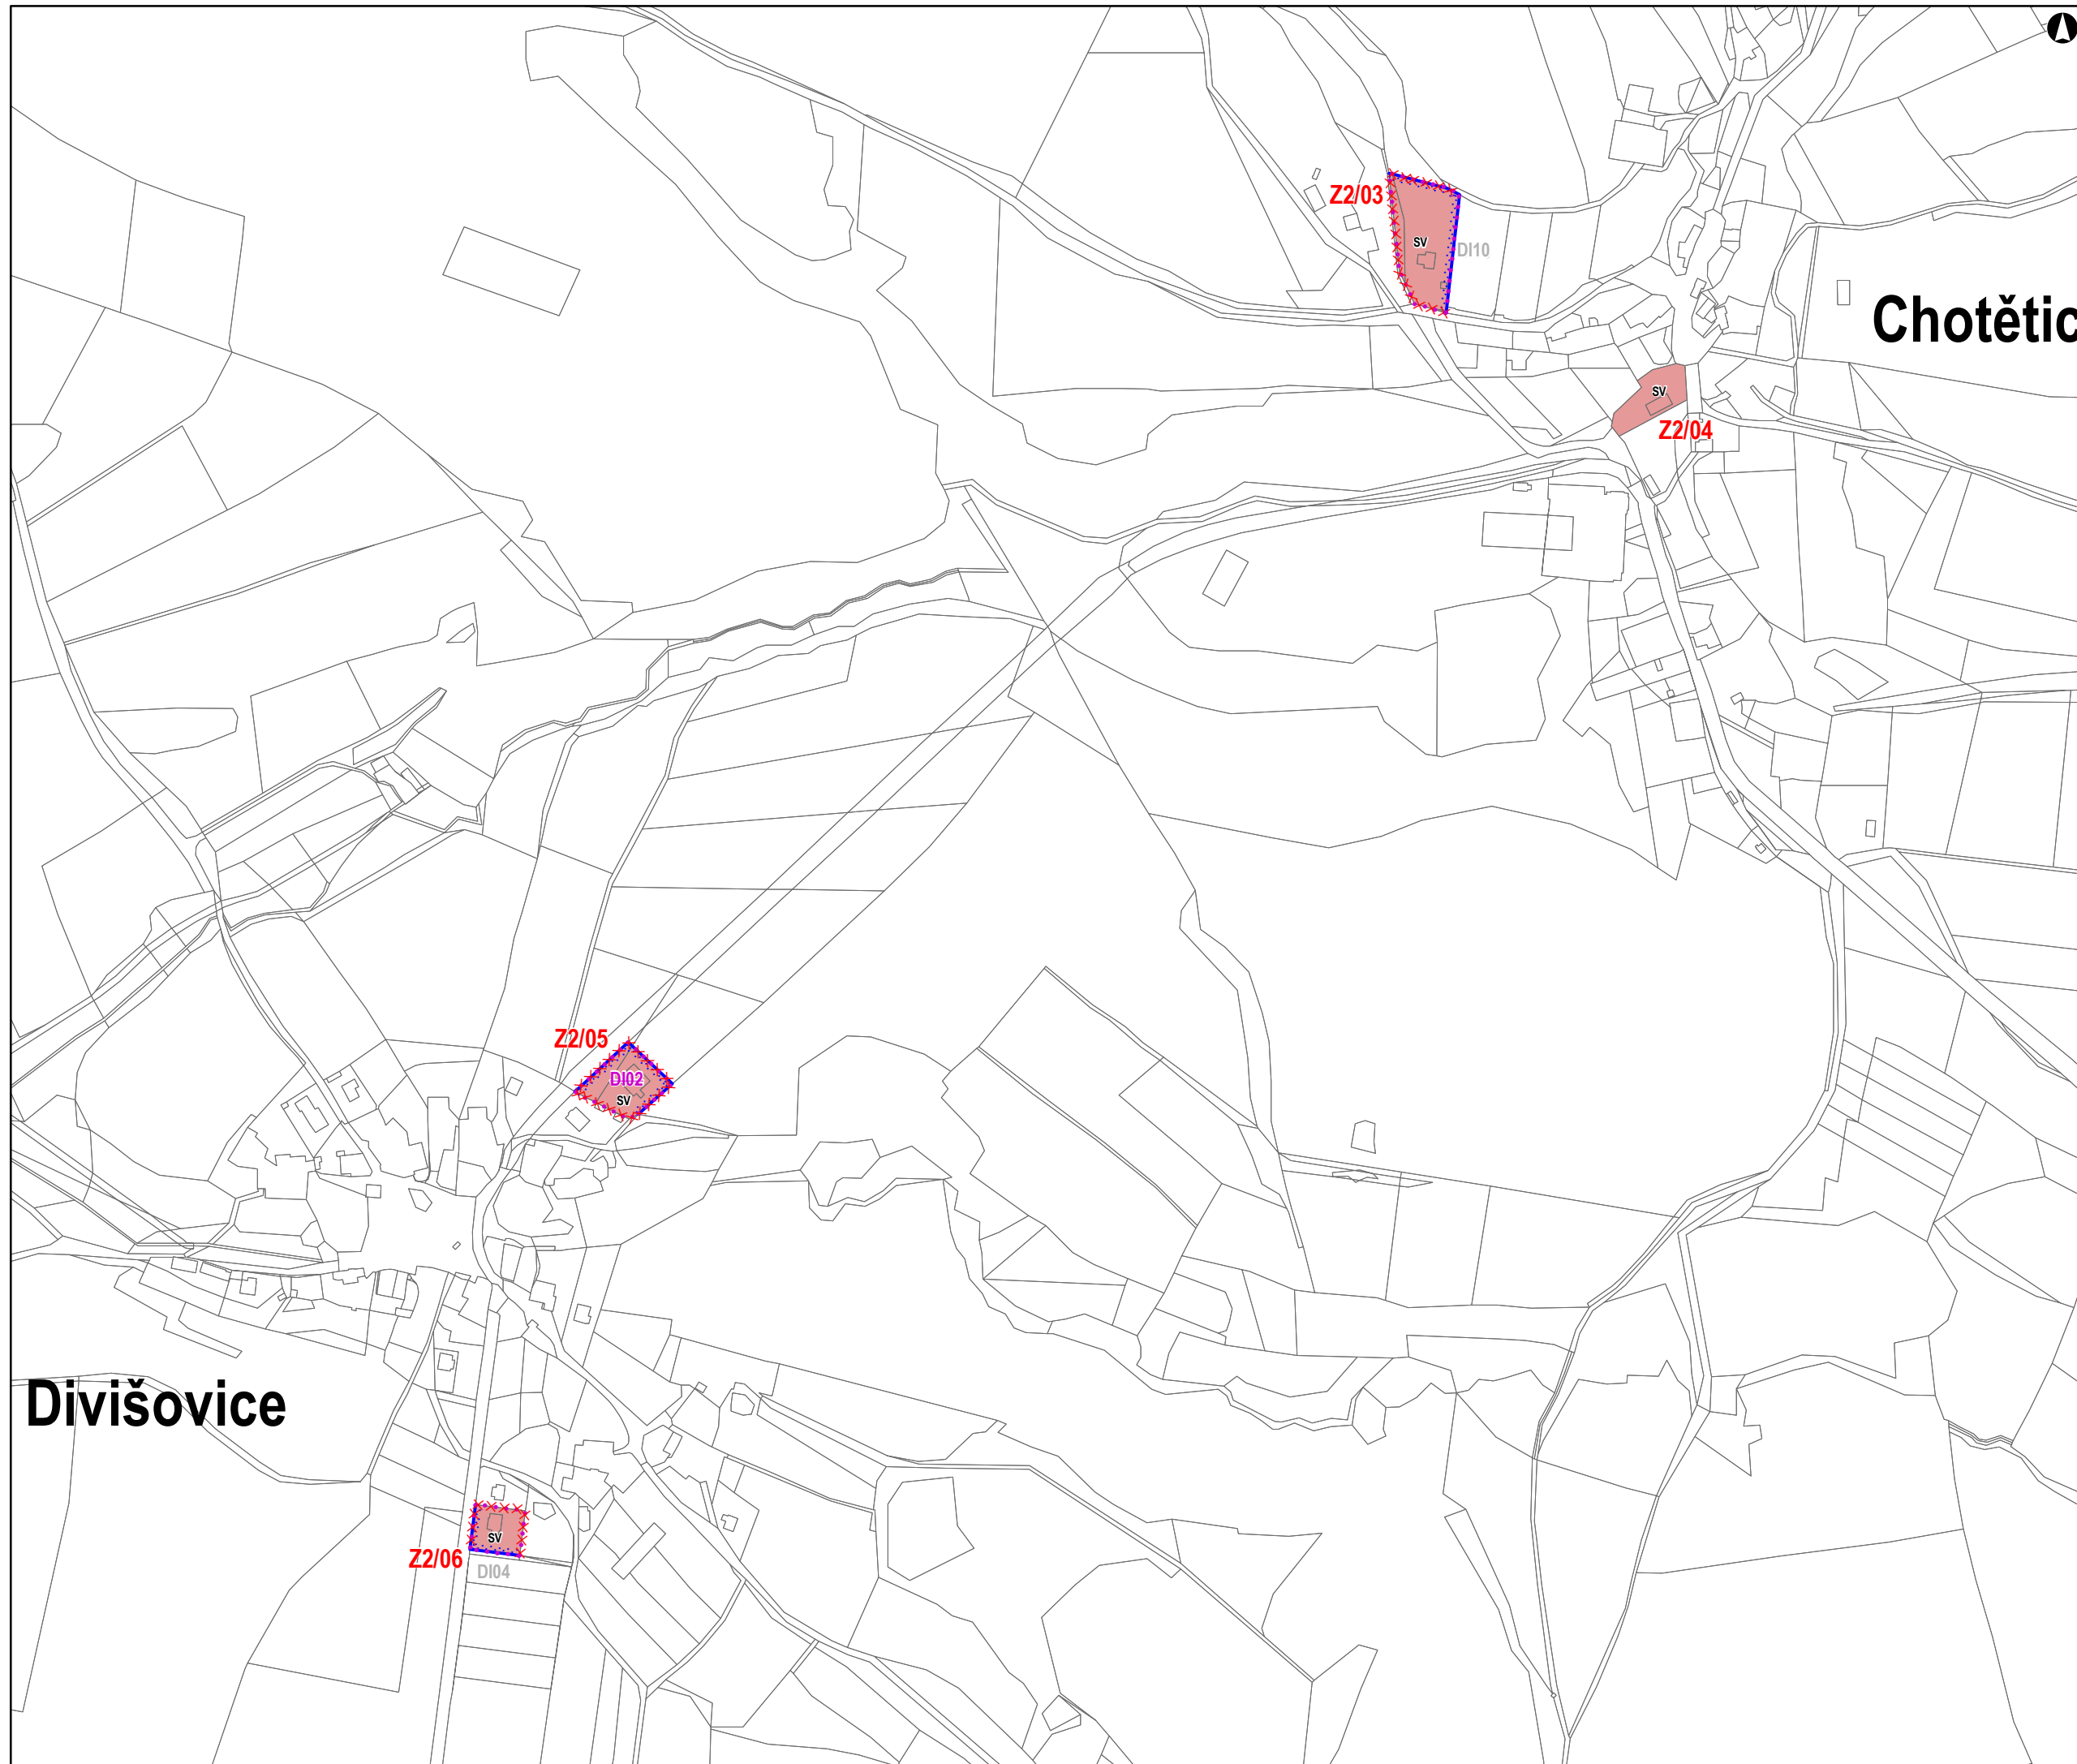 Z2/03
SV
DI10
Chotětic
SV
Z2/04
Z2/05
DI02
SV
Divišovice
SV
Z2/06
DI04